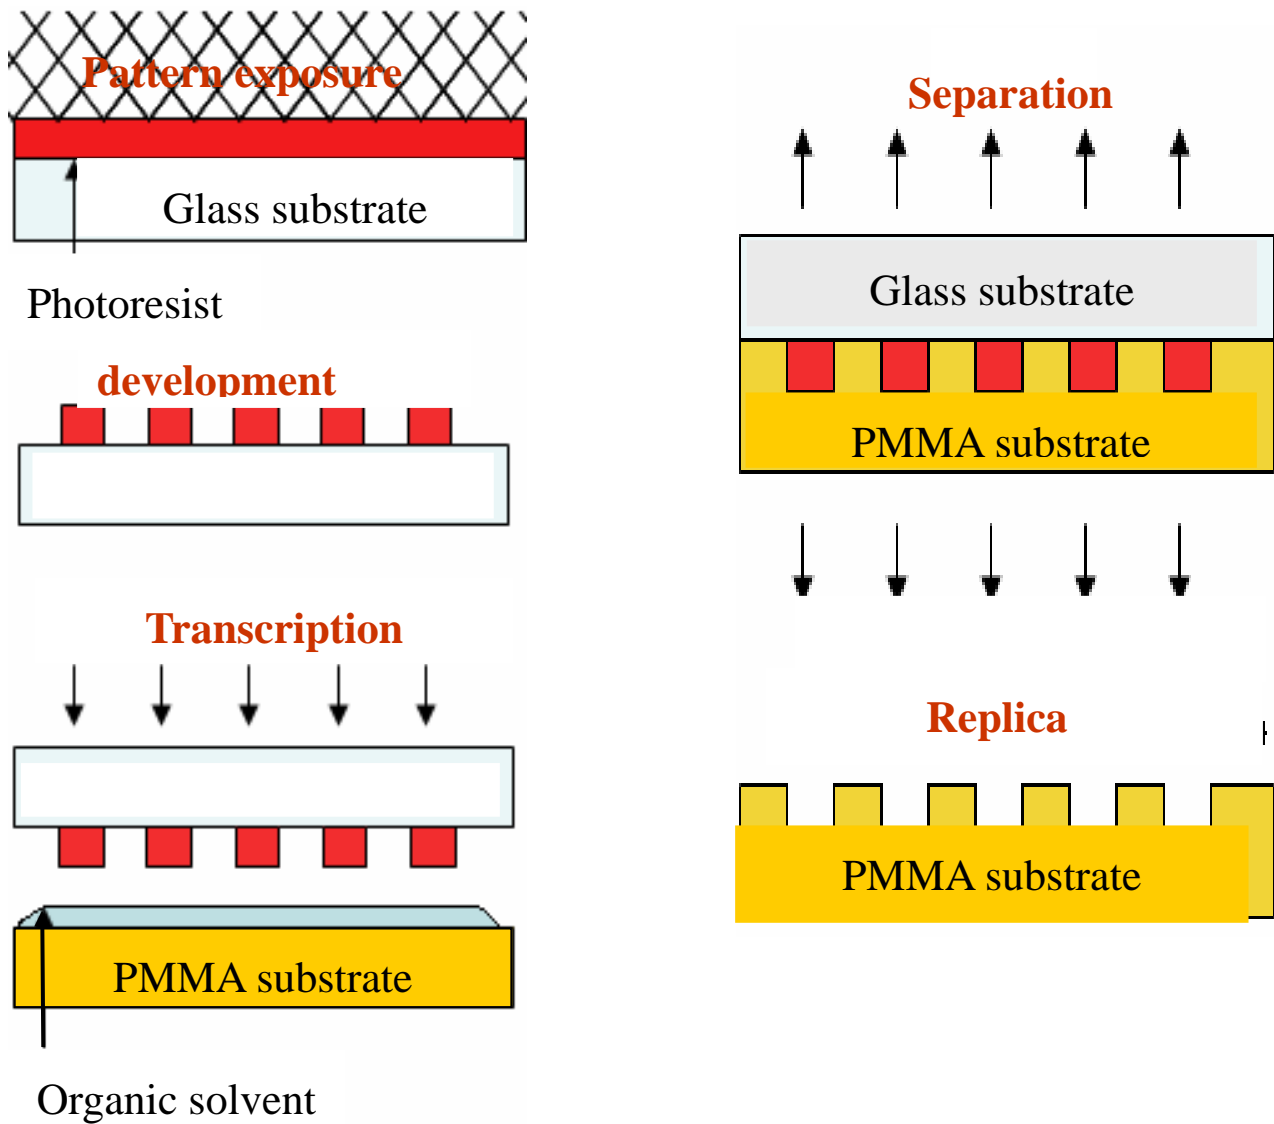 Pattern exposure
Glass substrate
Photoresist
development
Transcription
PMMA substrate
Organic solvent
Separation
Glass substrate
PMMA substrate
Replica
PMMA substrate